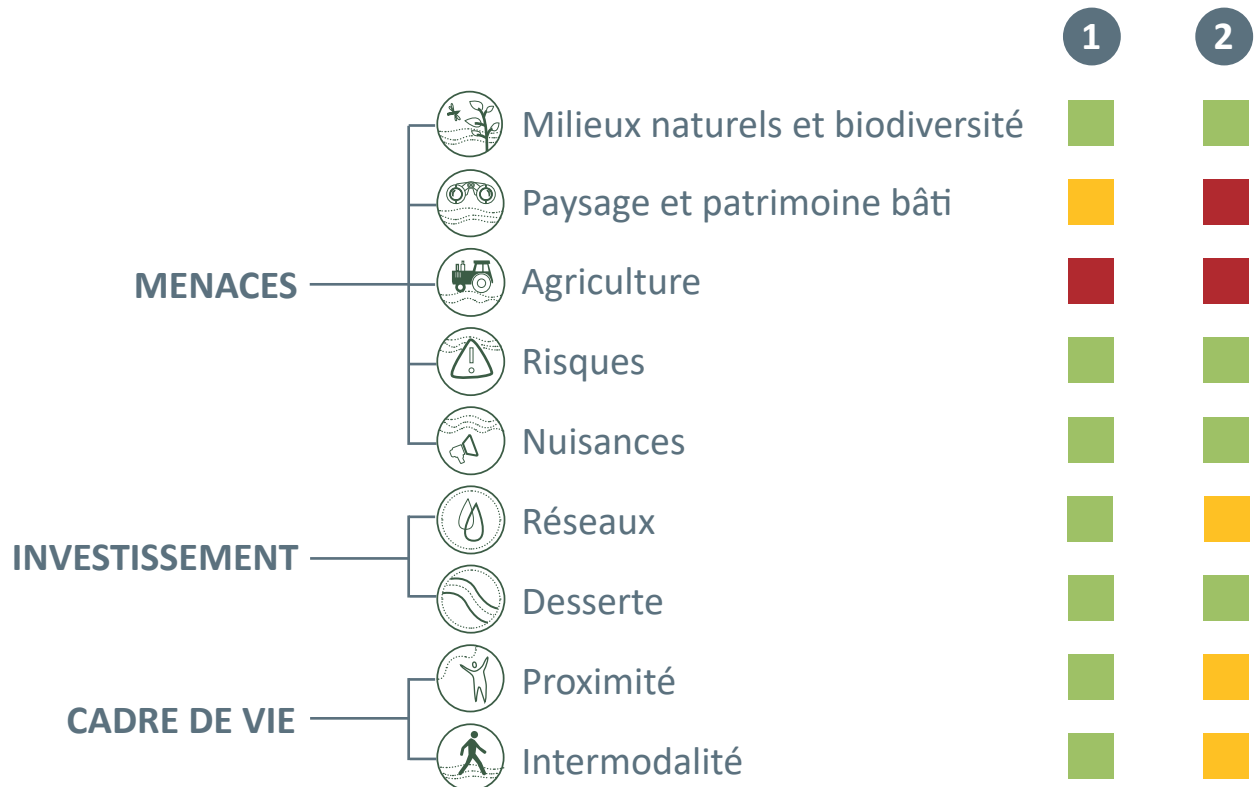 1 2
Milieux naturels et biodiversité
Paysage et patrimoine bâti
MENACES
Agriculture
Risques
Nuisances
Réseaux
INVESTISSEMENT
Desserte
Proximité
CADRE DE VIE
Intermodalité